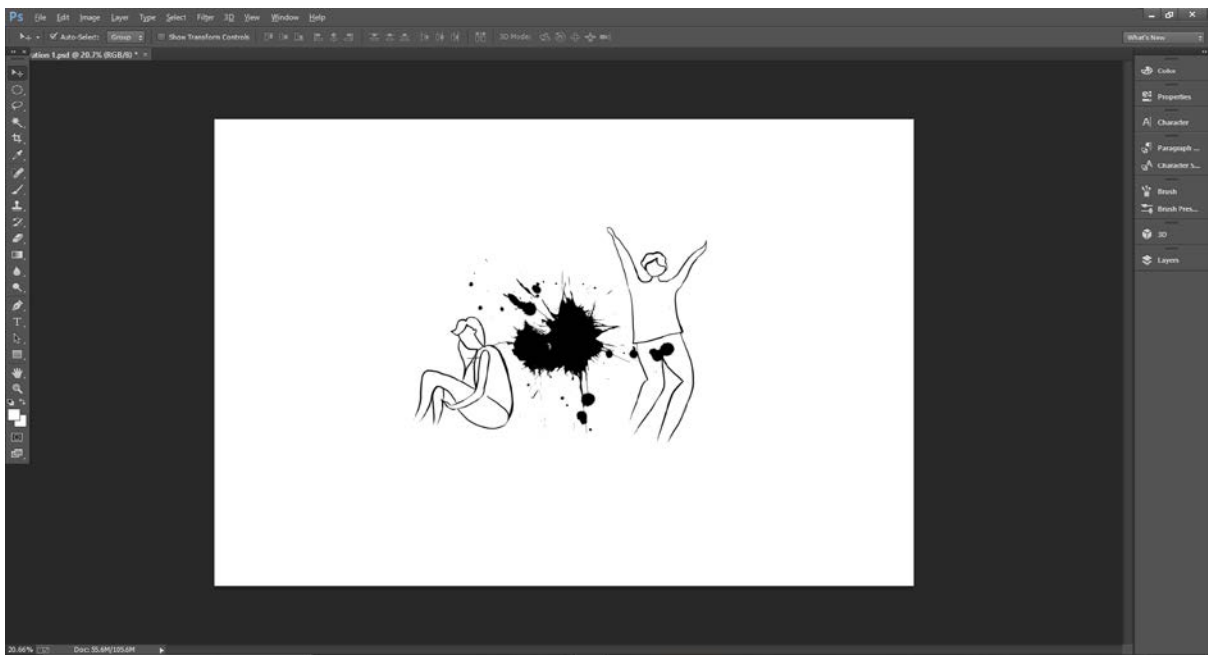 Ps File Edit Image Layer Type Select Filter 3D View Window Help
Auto-Select: Group Show Transform Controls 3D Mode: What's New
ution 1.psd @ 20.7% (RGB/8) * ×
Color
Properties
Character
Paragraph ...
Character S...
Brush
Brush Pres...
3D
Layers
20.66% Doc: 55.6M/105.6M